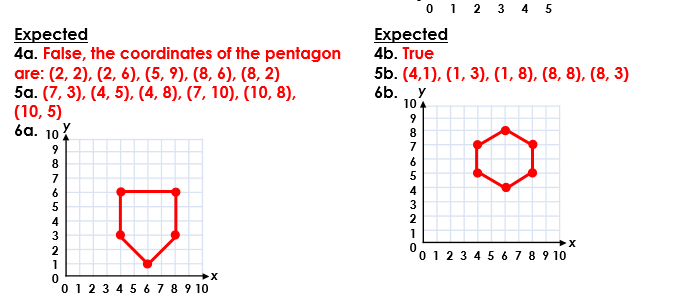 0 1 2 3 4 5
Expected
4a. False, the coordinates of the pentagon
are: (2, 2), (2, 6), (5, 9), (8, 6), (8, 2)
5a. (7, 3), (4, 5), (4, 8), (7, 10), (10, 8),
(10, 5)
6a.
y
10
9
8
7
6
5
4
3
2
1
0
0 1 2 3 4 5 6 7 8 9 10
x
Expected
4b. True
5b. (4,1), (1, 3), (1, 8), (8, 8), (8, 3)
6b.
y
10
9
8
7
6
5
4
3
2
1
0
0 1 2 3 4 5 6 7 8 9 10
x